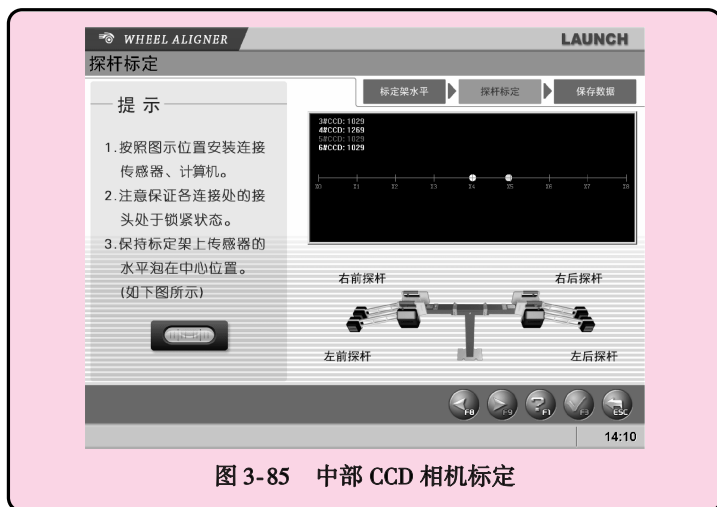 WHEEL ALIGNER
LAUNCH
探杆标定
标定架水平
探杆标定
保存数据
提示
1.按照图示位置安装连接
传感器、计算机。
2.注意保证各连接处的接
头处于锁紧状态。
3.保持标定架上传感器的
水平泡在中心位置。
(如下图所示)
3#CCD: 1029
4#CCD: 1269
5#CCD: 1029
6#CCD: 1029
X0 X1 X2 X3 X4 X5 X6 X7 X8
右前探杆
右后探杆
左前探杆
左后探杆
F8 F9 F1 F3 ESC
14:10
图 3-85 中部 CCD 相机标定